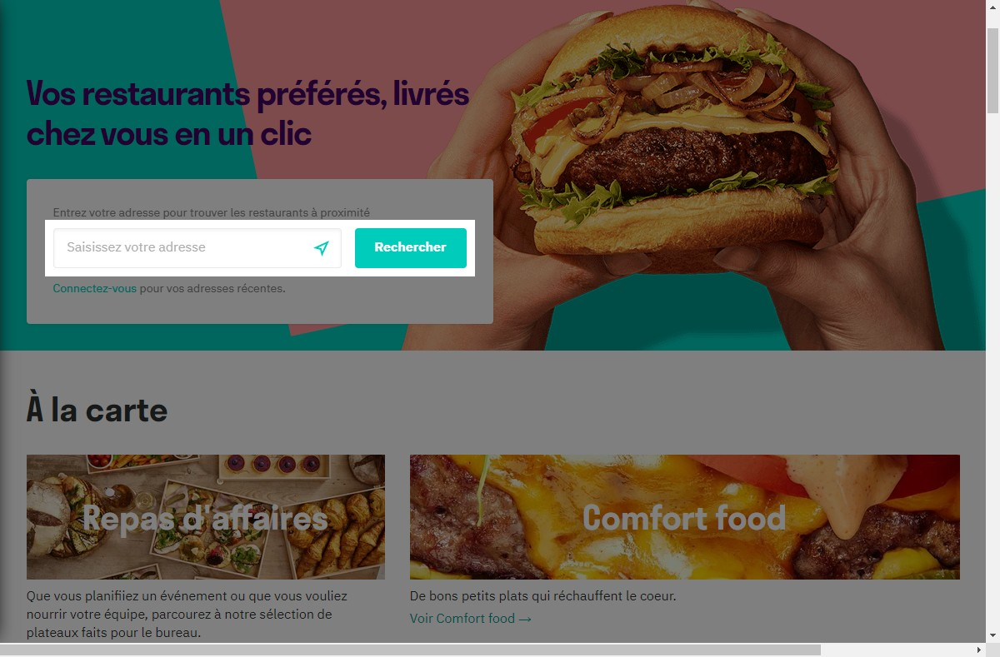 Vos restaurants préférés, livrés
chez vous en un clic
Entrez votre adresse pour trouver les restaurants à proximité
Saisissez votre adresse
Rechercher
Connectez-vous pour vos adresses récentes.
À la carte
Repas d'affaires
Comfort food
Que vous planifiiez un événement ou que vous vouliez
nourrir votre équipe, parcourez à notre sélection de
plateaux faits pour le bureau.
De bons petits plats qui réchauffent le coeur.
Voir Comfort food →